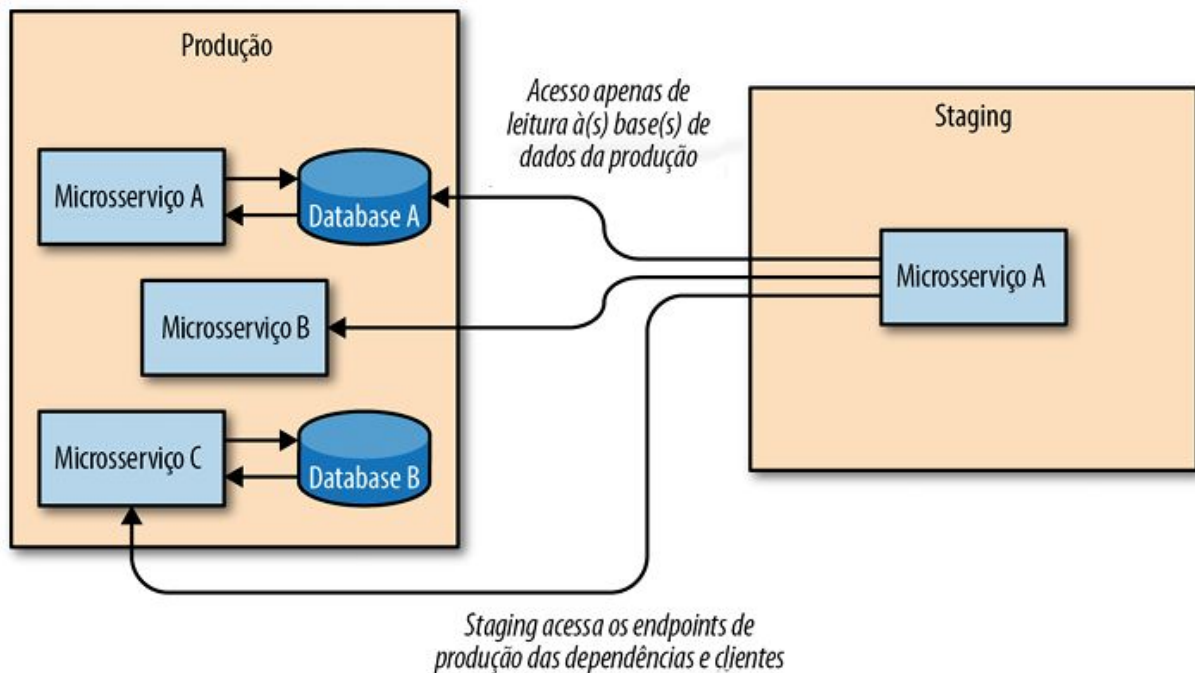 Produção
Acesso apenas de
leitura à(s) base(s) de
dados da produção
Staging
Microsserviço A
Database A
Microsserviço A
Microsserviço B
Microsserviço C
Database B
Staging acessa os endpoints de
produção das dependências e clientes